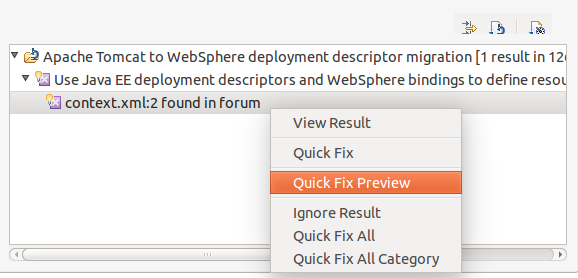 Apache Tomcat to WebSphere deployment descriptor migration [1 result in 12
Use Java EE deployment descriptors and WebSphere bindings to define resou
context.xml:2 found in forum
View Result
Quick Fix
Quick Fix Preview
Ignore Result
Quick Fix All
Quick Fix All Category